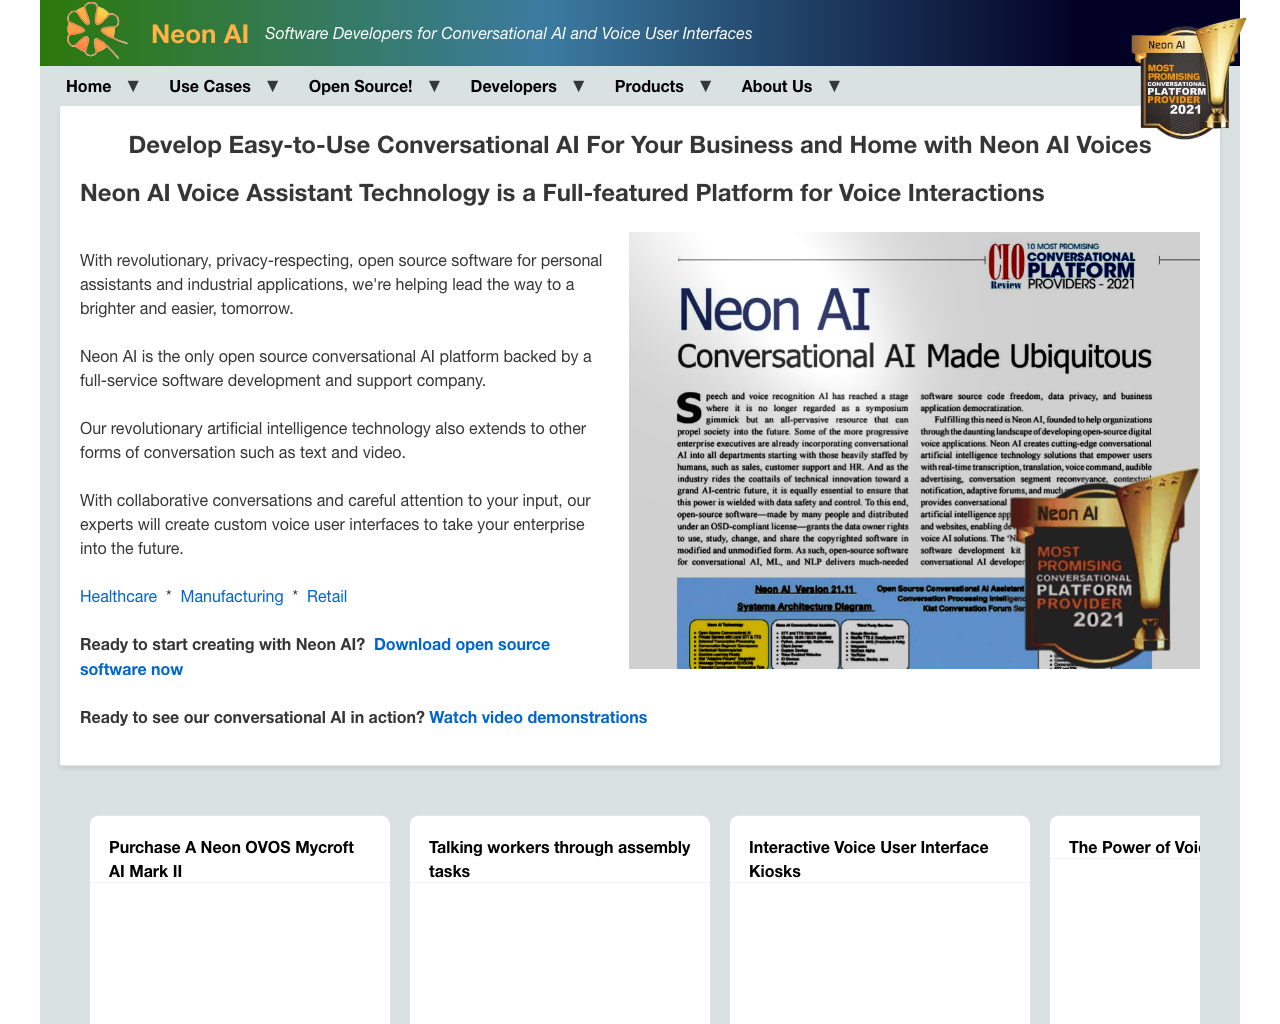 Neon AI
Software Developers for Conversational AI and Voice User Interfaces
Neon AI
MOST
PROMISING
CONVERSATIONAL
PLATFORM
PROVIDER
2021
Home ▼ Use Cases ▼ Open Source! ▼ Developers ▼ Products ▼ About Us ▼
Develop Easy-to-Use Conversational AI For Your Business and Home with Neon AI Voices
Neon AI Voice Assistant Technology is a Full-featured Platform for Voice Interactions
With revolutionary, privacy-respecting, open source software for personal
assistants and industrial applications, we're helping lead the way to a
brighter and easier, tomorrow.
Neon AI is the only open source conversational AI platform backed by a
full-service software development and support company.
Our revolutionary artificial intelligence technology also extends to other
forms of conversation such as text and video.
With collaborative conversations and careful attention to your input, our
experts will create custom voice user interfaces to take your enterprise
into the future.
Healthcare * Manufacturing * Retail
Ready to start creating with Neon AI? Download open source
software now
Ready to see our conversational AI in action? Watch video demonstrations
CIO
Review
10 MOST PROMISING
CONVERSATIONAL
PLATFORM
PROVIDERS - 2021
Neon AI
Conversational AI Made Ubiquitous
Speech and voice recognition AI has reached a stage
where it is no longer regarded as a symposium
gimmick but an all-pervasive resource that can
propel society into the future. Some of the more progressive
enterprise executives are already incorporating conversational
AI into all departments starting with those heavily staffed by
humans, such as sales, customer support and HR. And as the
industry rides the coattails of technical innovation toward a
grand AI-centric future, it is equally essential to ensure that
this power is wielded with data safety and control. To this end,
open-source software—made by many people and distributed
under an OSD-compliant license—grants the data owner rights
to use, study, change, and share the copyrighted software in
modified and unmodified form. As such, open-source software
for conversational AI, ML, and NLP delivers much-needed
software source code freedom, data privacy, and business
application democratization.
Fulfilling this need is Neon AI, founded to help organizations
through the daunting landscape of developing open-source digital
voice applications. Neon AI creates cutting-edge conversational
artificial intelligence technology solutions that empower users
with real-time transcription, translation, voice command, audible
advertising, conversation segment reconveyance, contextual
notification, adaptive forums, and much
provides conversational
artificial intelligence app
and websites, enabling de
voice AI solutions. The
software development kit
conversational AI developer
Neon AI
MOST
PROMISING
CONVERSATIONAL
PLATFORM
PROVIDER
2021
Neon AI Version 21.11
Systems Architecture Diagram
Open Source Conversational AI Assistant
Conversation Processing Intelligence
Klat Conversation Forum Ser
Purchase A Neon OVOS Mycroft
AI Mark II
Talking workers through assembly
tasks
Interactive Voice User Interface
Kiosks
The Power of Voic